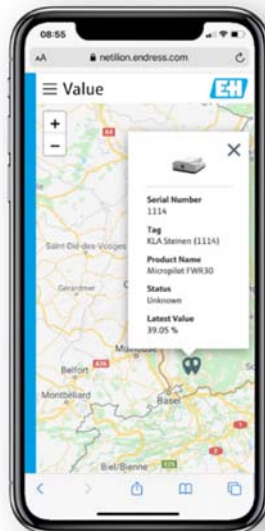 08:55
AA
netilion.endress.com
Value
EH
+
−
Serial Number
1114
Tag
KLA Steinen (1114)
Product Name
Micropilot FWR30
Status
Unknown
Latest Value
39.05 %
Saint-Dié-des-Vosges
Gérardmer
Mulhouse
Belfort
Montbéliard
Basel
Biel/Bienne